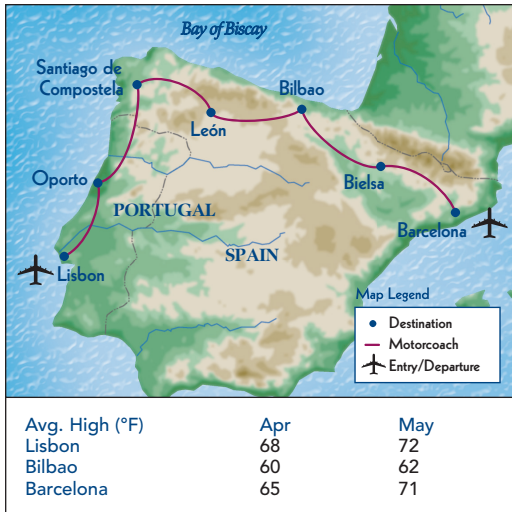 Bay of Biscay
Santiago de
Compostela
Bilbao
León
Oporto
Bielsa
PORTUGAL
Barcelona
SPAIN
Lisbon
Map Legend
Destination
Motorcoach
Entry/Departure
Avg. High (°F) Apr May
Lisbon 68 72
Bilbao 60 62
Barcelona 65 71